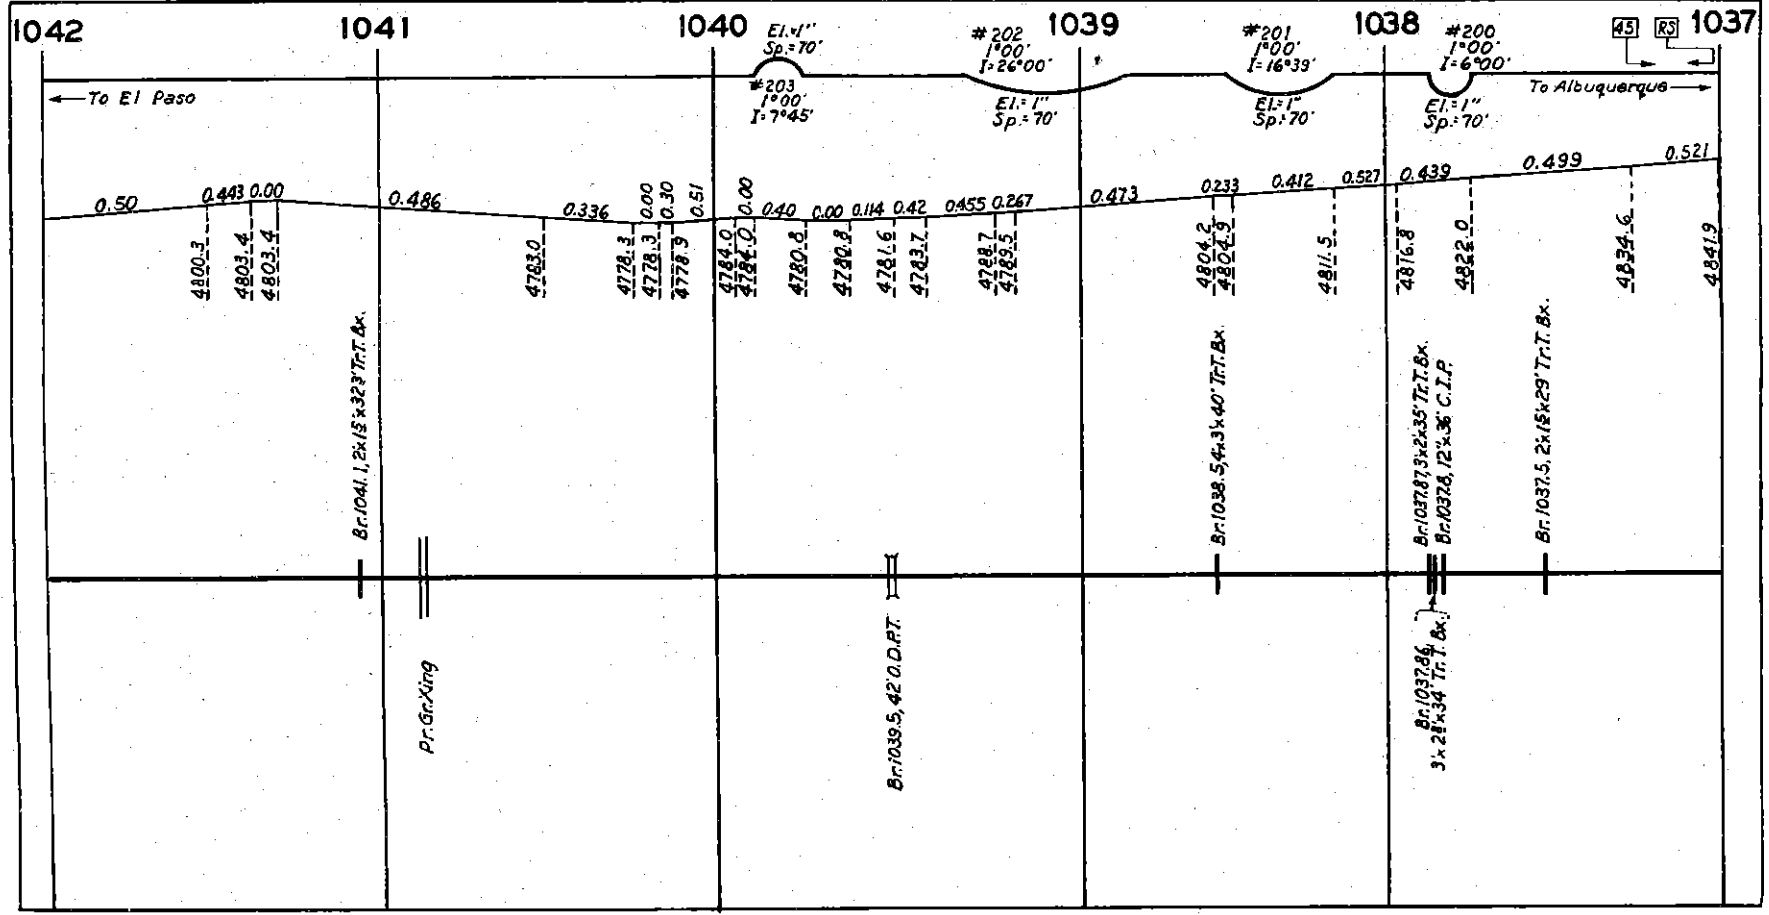 1042
1041
1040
1039
1038
1037
El.=1"
Sp.=70'
#203
1°00'
I=7°45'
#202
1°00'
I=26°00'
El.=1"
Sp.=70'
#201
1°00'
I=16°39'
El.=1"
Sp.=70'
#200
1°00'
I=6°00'
El.=1"
Sp.=70'
45
RS
To El Paso
To Albuquerque
0.50
0.443
0.00
0.486
0.336
0.00
0.30
0.51
0.00
0.40
0.00
0.114
0.42
0.455
0.267
0.473
0.233
0.412
0.527
0.439
0.499
0.521
4800.3
4803.4
4803.4
4783.0
4778.3
4778.3
4778.9
4784.0
4784.0
4780.8
4780.8
4781.6
4783.7
4788.7
4789.5
4804.2
4804.9
4811.5
4816.8
4822.0
4834.6
4841.9
Br.1041.1, Tr.T.Bx.
Br.1038.5, 4'x3'x40' Tr.T.Bx.
Br.1037.87, 3'x2'x35' Tr.T.Bx.
Br.1037.8, 12"x36' C.I.P.
Br.1037.5, Tr.T.Bx.
Pr.Gr.Xing
Br.1039.5, 42' O.D.P.T.
Br.1037.86
Tr.T.Bx.